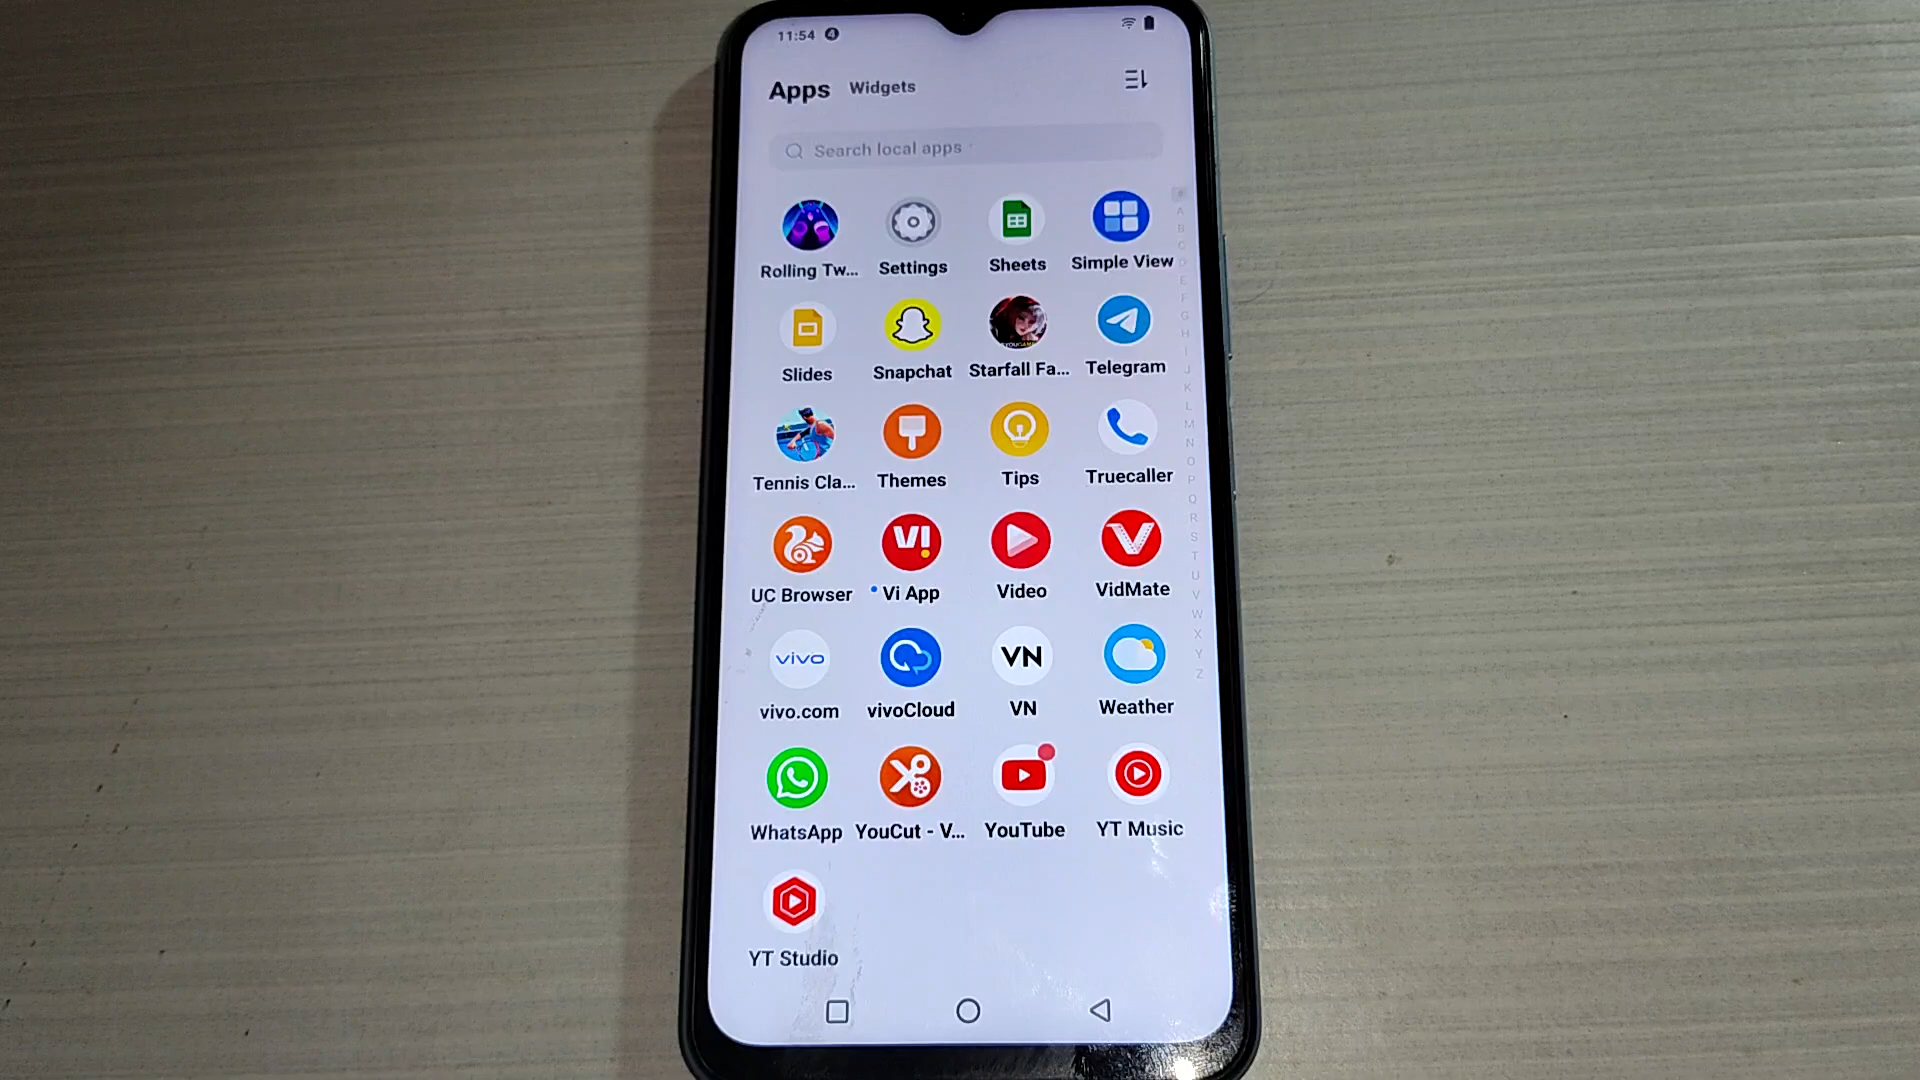 11:54 4
Apps Widgets
Search local apps
Rolling Tw... Settings Sheets Simple View
Slides Snapchat Starfall Fa... Telegram
Tennis Cla... Themes Tips Truecaller
VI!
UC Browser Vi App Video VidMate
vivo VN
vivo.com vivoCloud VN Weather
WhatsApp YouCut - V... YouTube YT Music
YT Studio
#
A
B
C
D
E
F
G
H
I
J
K
L
M
N
O
P
Q
R
S
T
U
V
W
X
Y
Z